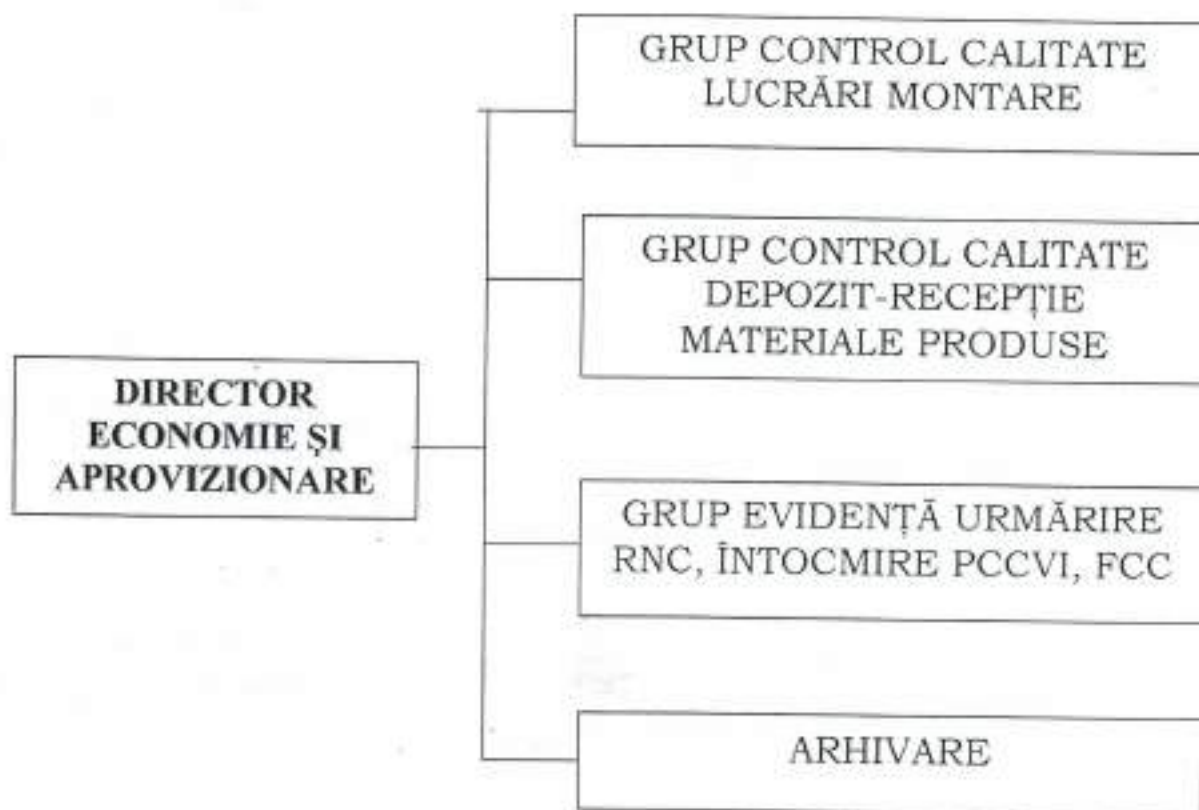 GRUP CONTROL CALITATE
LUCRĂRI MONTARE
GRUP CONTROL CALITATE
DEPOZIT-RECEPȚIE
MATERIALE PRODUSE
DIRECTOR
ECONOMIE ȘI
APROVIZIONARE
GRUP EVIDENȚĂ URMĂRIRE
RNC, ÎNTOCMIRE PCCVI, FCC
ARHIVARE